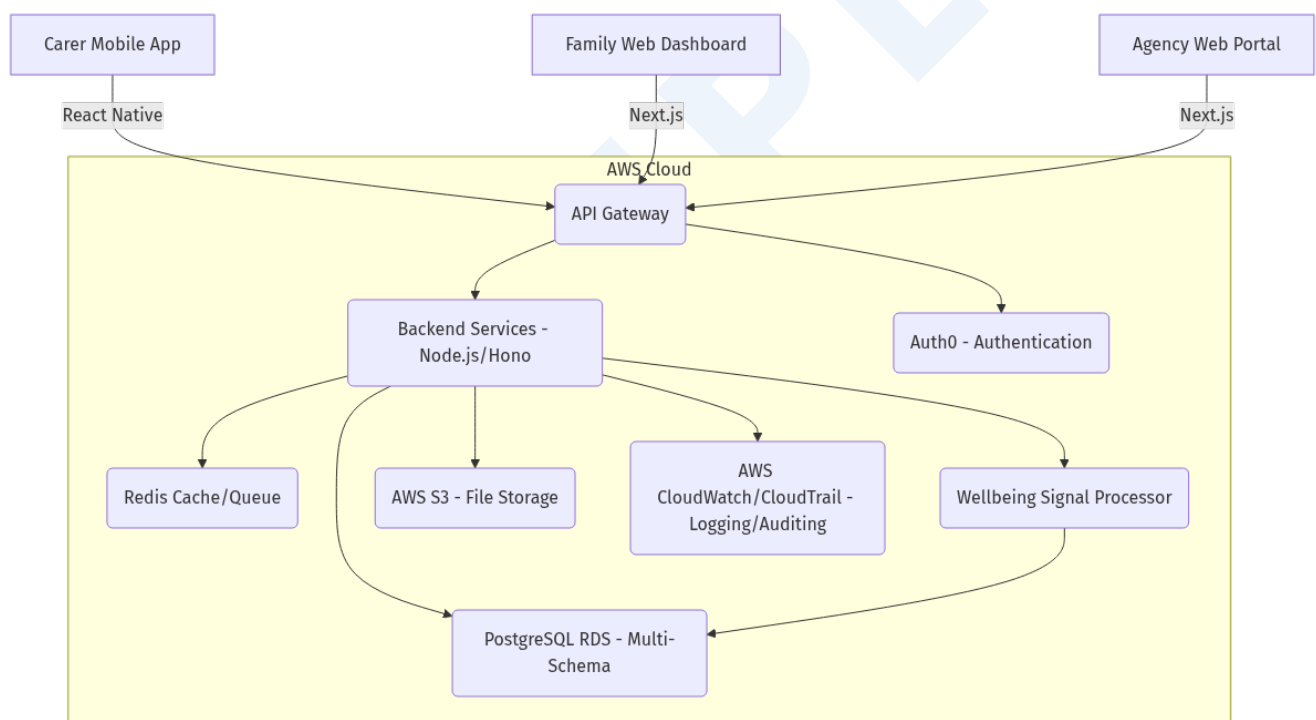 Carer Mobile App
Family Web Dashboard
Agency Web Portal
React Native
Next.js
Next.js
AWS Cloud
API Gateway
Backend Services -
Node.js/Hono
Auth0 - Authentication
Redis Cache/Queue
AWS S3 - File Storage
AWS
CloudWatch/CloudTrail -
Logging/Auditing
Wellbeing Signal Processor
PostgreSQL RDS - Multi-
Schema